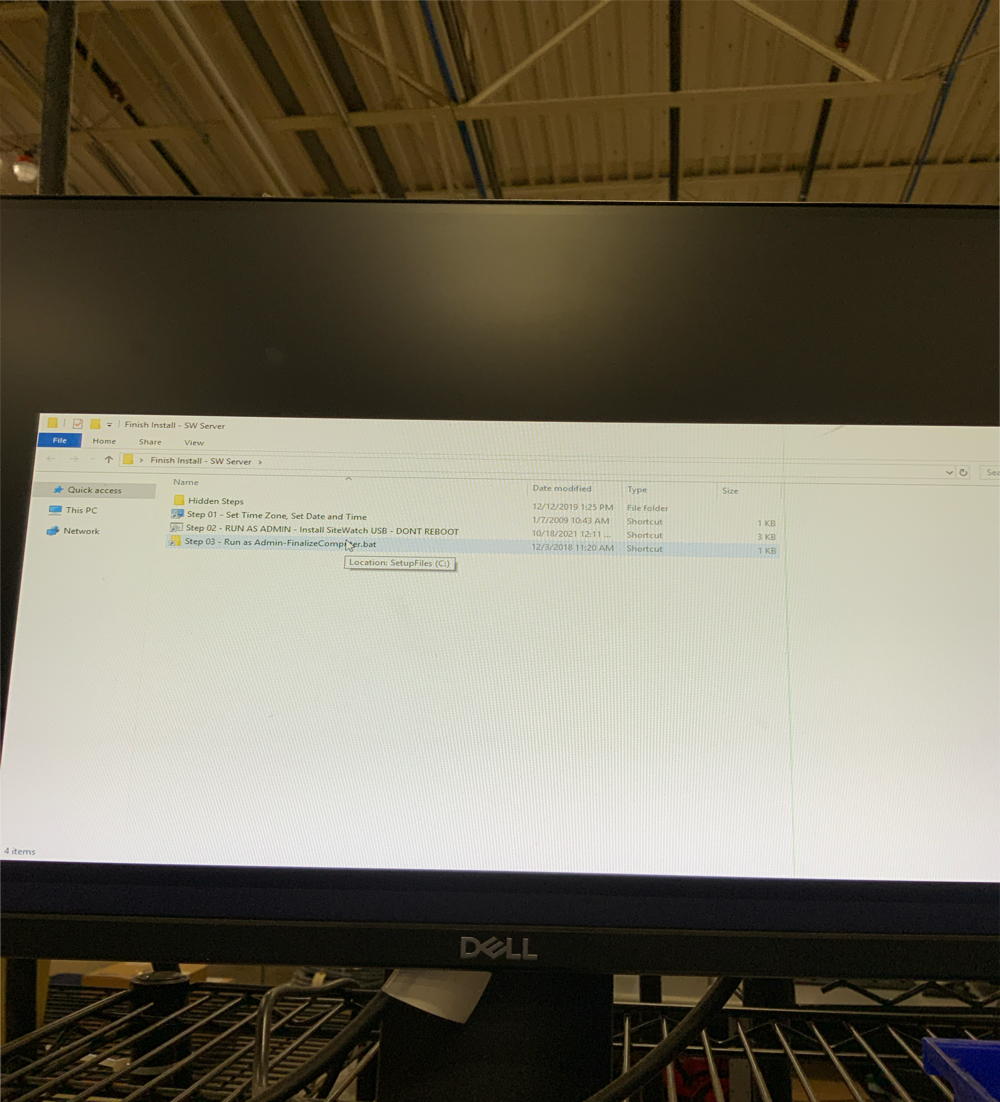 Finish Install - SW Server
File Home Share View
Finish Install - SW Server
Name Date modified Type Size
Quick access
This PC
Network
Hidden Steps 12/12/2019 1:25 PM File folder
Step 01 - Set Time Zone, Set Date and Time 1/7/2009 10:43 AM Shortcut 1 KB
Step 02 - RUN AS ADMIN - Install SiteWatch USB - DONT REBOOT 10/18/2021 12:11 ... Shortcut 3 KB
Step 03 - Run as Admin-FinalizeComputer.bat 12/3/2018 11:20 AM Shortcut 1 KB
Location: SetupFiles (C:)
4 items
DELL